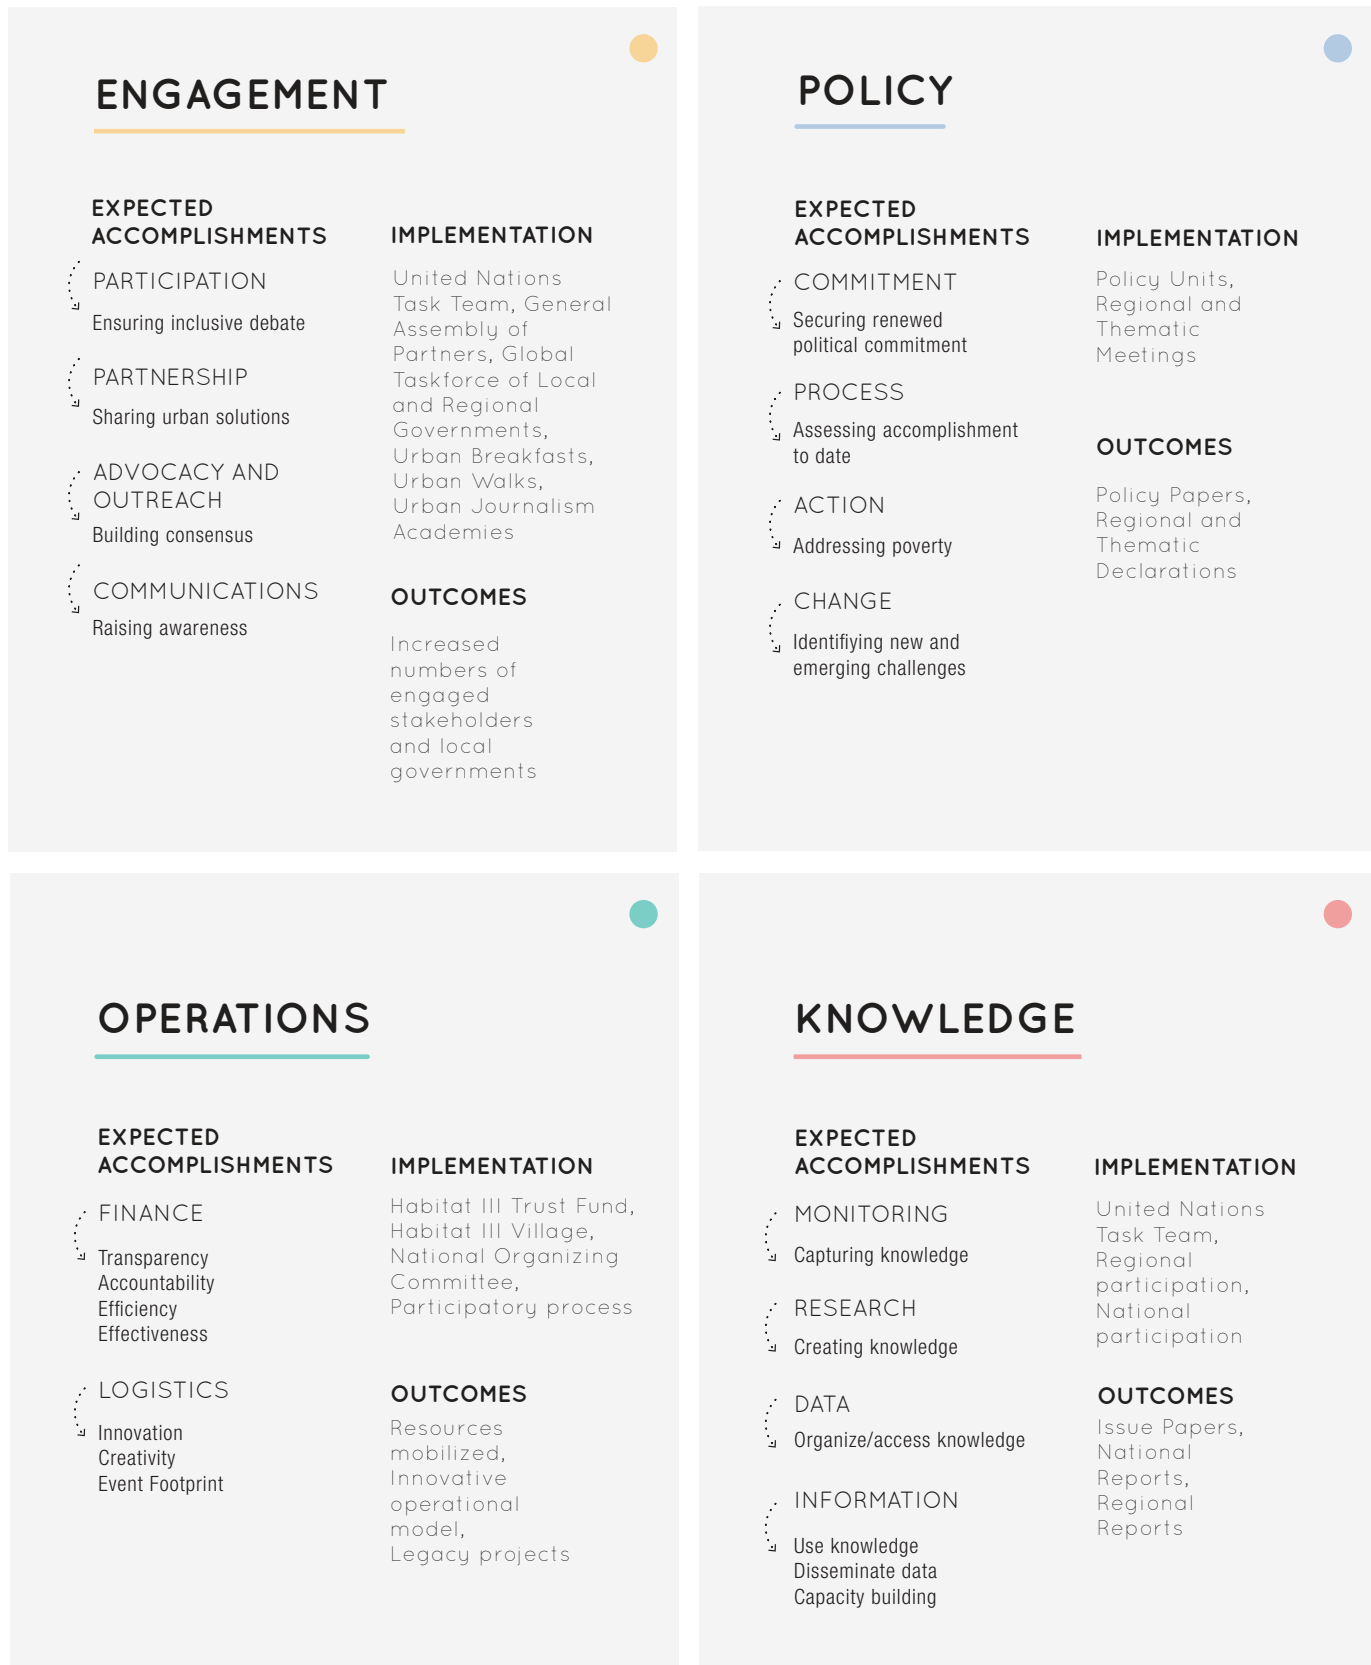 ENGAGEMENT
EXPECTED
ACCOMPLISHMENTS
PARTICIPATION
Ensuring inclusive debate
PARTNERSHIP
Sharing urban solutions
ADVOCACY AND
OUTREACH
Building consensus
COMMUNICATIONS
Raising awareness
IMPLEMENTATION
United Nations
Task Team, General
Assembly of
Partners, Global
Taskforce of Local
and Regional
Governments,
Urban Breakfasts,
Urban Walks,
Urban Journalism
Academies
OUTCOMES
Increased
numbers of
engaged
stakeholders
and local
governments
POLICY
EXPECTED
ACCOMPLISHMENTS
COMMITMENT
Securing renewed
political commitment
PROCESS
Assessing accomplishment
to date
ACTION
Addressing poverty
CHANGE
Identifiying new and
emerging challenges
IMPLEMENTATION
Policy Units,
Regional and
Thematic
Meetings
OUTCOMES
Policy Papers,
Regional and
Thematic
Declarations
OPERATIONS
EXPECTED
ACCOMPLISHMENTS
FINANCE
Transparency
Accountability
Efficiency
Effectiveness
LOGISTICS
Innovation
Creativity
Event Footprint
IMPLEMENTATION
Habitat III Trust Fund,
Habitat III Village,
National Organizing
Committee,
Participatory process
OUTCOMES
Resources
mobilized,
Innovative
operational
model,
Legacy projects
KNOWLEDGE
EXPECTED
ACCOMPLISHMENTS
MONITORING
Capturing knowledge
RESEARCH
Creating knowledge
DATA
Organize/access knowledge
INFORMATION
Use knowledge
Disseminate data
Capacity building
IMPLEMENTATION
United Nations
Task Team,
Regional
participation,
National
participation
OUTCOMES
Issue Papers,
National
Reports,
Regional
Reports